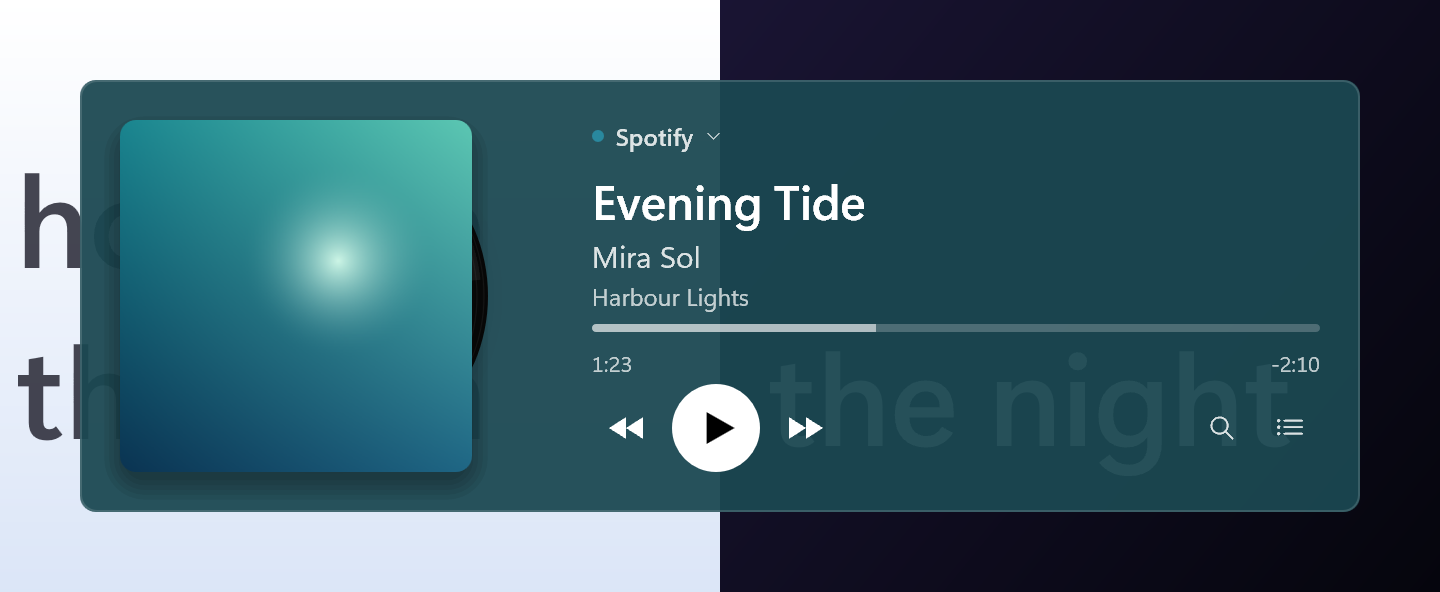 Spotify
Evening Tide
Mira Sol
Harbour Lights
1:23
-2:10
the night